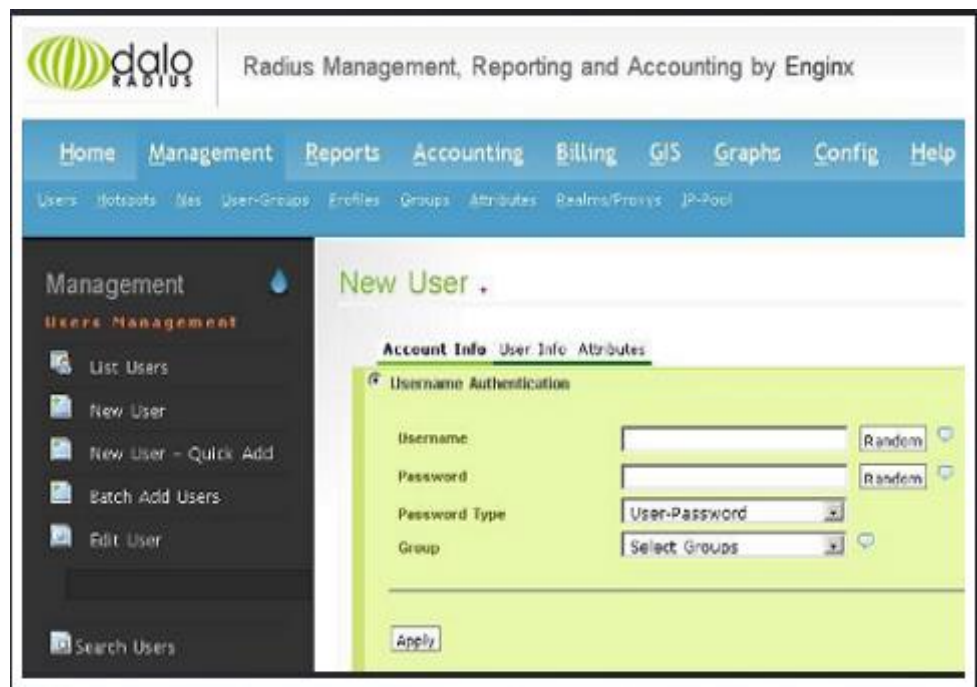 dalo
RADIUS
Radius Management, Reporting and Accounting by Enginx
Home Management Reports Accounting Billing GIS Graphs Config Help
Users Hotspots Nas User-Groups Profiles Groups Attributes Realms/Proxys IP-Pool
Management
Users Management
List Users
New User
New User - Quick Add
Batch Add Users
Edit User
Search Users
New User .
Account Info User Info Attributes
Username Authentication
Username Random
Password Random
Password Type User-Password
Group Select Groups
Apply